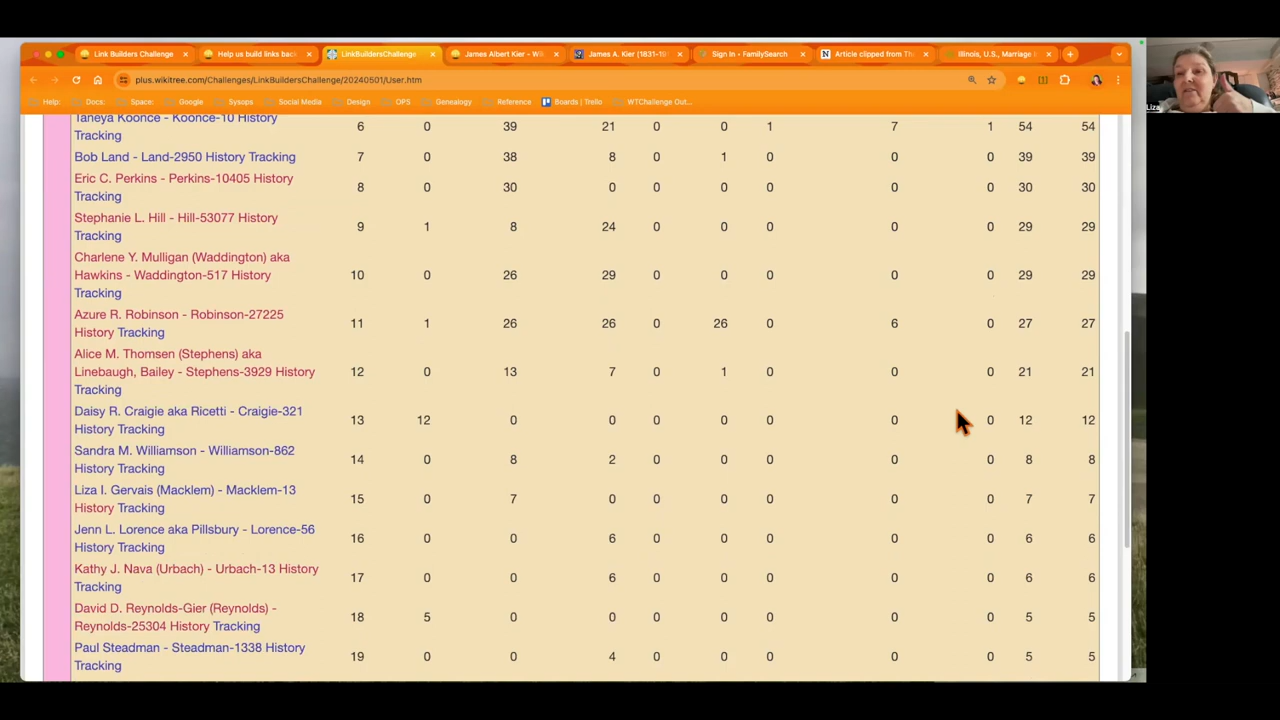 Link Builders Challenge
Help us build links back
LinkBuildersChallenge
James Albert Kier - Wi
James A. Kier (1831-19
Sign In • FamilySearch
Article clipped from Th
Illinois, U.S., Marriage I
plus.wikitree.com/Challenges/LinkBuildersChallenge/20240501/User.htm
Help: Docs: Space: Google Sysops Social Media Design OPS Genealogy Reference Boards | Trello WTChallenge Out...
Liza
Taneya Koonce - Koonce-10 History
Tracking
6 0 39 21 0 0 1 7 1 54 54
Bob Land - Land-2950 History Tracking 7 0 38 8 0 1 0 0 0 39 39
Eric C. Perkins - Perkins-10405 History
Tracking
8 0 30 0 0 0 0 0 0 30 30
Stephanie L. Hill - Hill-53077 History
Tracking
9 1 8 24 0 0 0 0 0 29 29
Charlene Y. Mulligan (Waddington) aka
Hawkins - Waddington-517 History
Tracking
10 0 26 29 0 0 0 0 0 29 29
Azure R. Robinson - Robinson-27225
History Tracking
11 1 26 26 0 26 0 6 0 27 27
Alice M. Thomsen (Stephens) aka
Linebaugh, Bailey - Stephens-3929 History
Tracking
12 0 13 7 0 1 0 0 0 21 21
Daisy R. Craigie aka Ricetti - Craigie-321
History Tracking
13 12 0 0 0 0 0 0 0 12 12
Sandra M. Williamson - Williamson-862
History Tracking
14 0 8 2 0 0 0 0 0 8 8
Liza I. Gervais (Macklem) - Macklem-13
History Tracking
15 0 7 0 0 0 0 0 0 7 7
Jenn L. Lorence aka Pillsbury - Lorence-56
History Tracking
16 0 0 6 0 0 0 0 0 6 6
Kathy J. Nava (Urbach) - Urbach-13 History
Tracking
17 0 0 6 0 0 0 0 0 6 6
David D. Reynolds-Gier (Reynolds) -
Reynolds-25304 History Tracking
18 5 0 0 0 0 0 0 0 5 5
Paul Steadman - Steadman-1338 History
Tracking
19 0 0 4 0 0 0 0 0 5 5